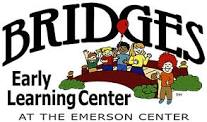 BRIDGES
Early
Learning Center
AT THE EMERSON CENTER